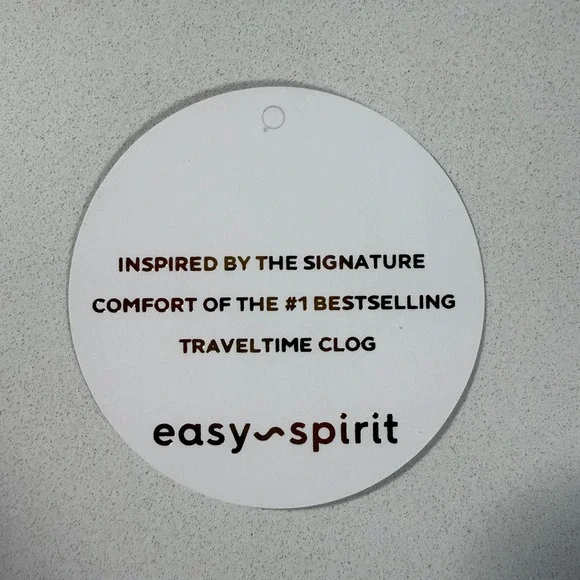 INSPIRED BY THE SIGNATURE
COMFORT OF THE #1 BESTSELLING
TRAVELTIME CLOG
easy~spirit